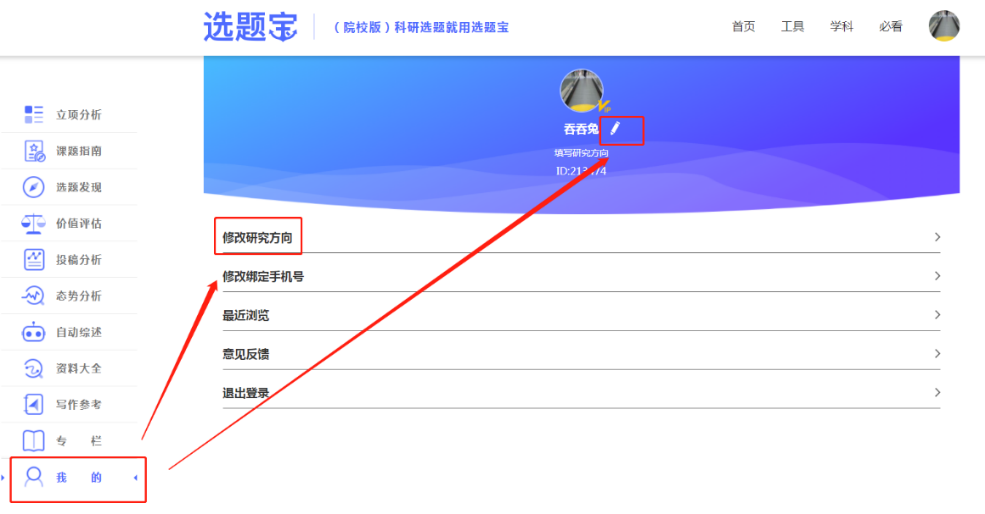 选题宝
（院校版）科研选题就用选题宝
首页 工具 学科 必看
立项分析
课题指南
选题发现
价值评估
投稿分析
态势分析
自动综述
资料大全
写作参考
专 栏
我 的
吞吞兔
填写研究方向
修改研究方向
修改绑定手机号
最近浏览
意见反馈
退出登录